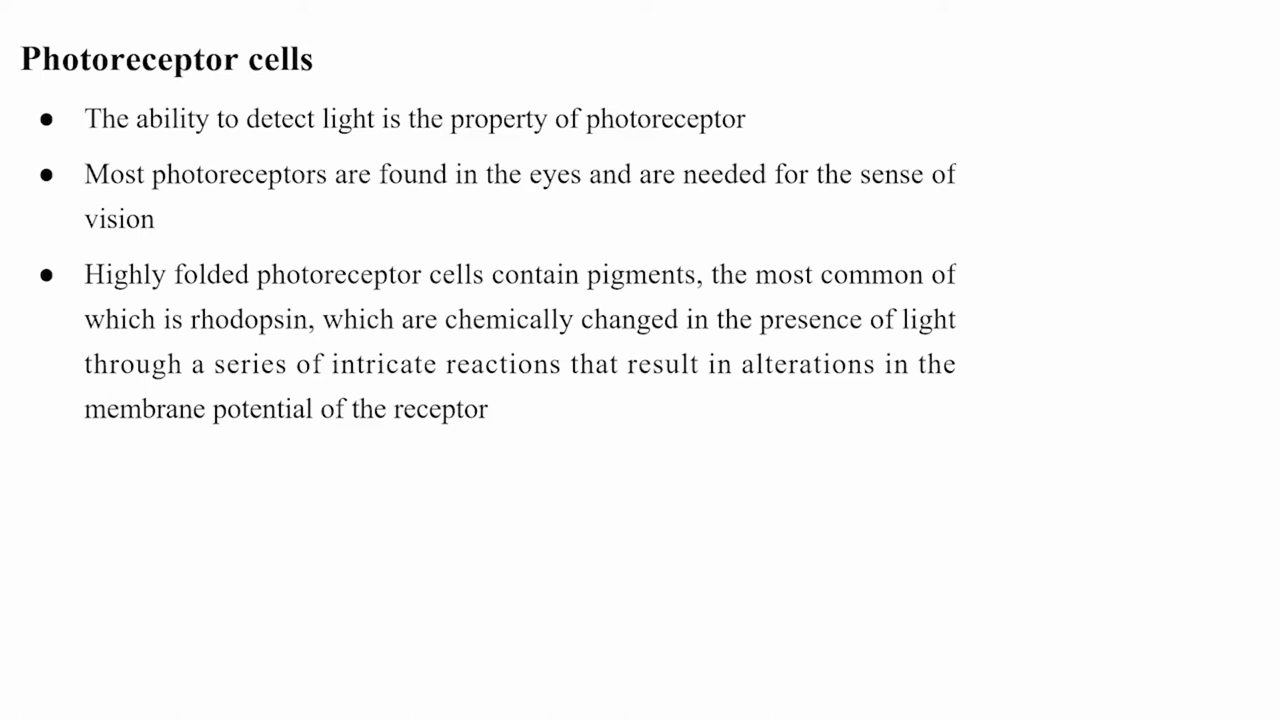 Photoreceptor cells
● The ability to detect light is the property of photoreceptor
● Most photoreceptors are found in the eyes and are needed for the sense of
vision
● Highly folded photoreceptor cells contain pigments, the most common of
which is rhodopsin, which are chemically changed in the presence of light
through a series of intricate reactions that result in alterations in the
membrane potential of the receptor